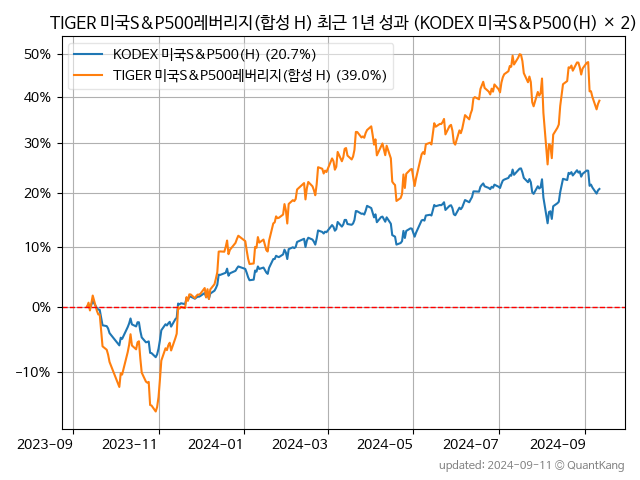 TIGER 미국S&P500레버리지(합성 H) 최근 1년 성과 (KODEX 미국S&P500(H) × 2)
KODEX 미국S&P500(H) (20.7%)
TIGER 미국S&P500레버리지(합성 H) (39.0%)
50%
40%
30%
20%
10%
0%
−10%
2023-09 2023-11 2024-01 2024-03 2024-05 2024-07 2024-09
updated: 2024-09-11 © QuantKang